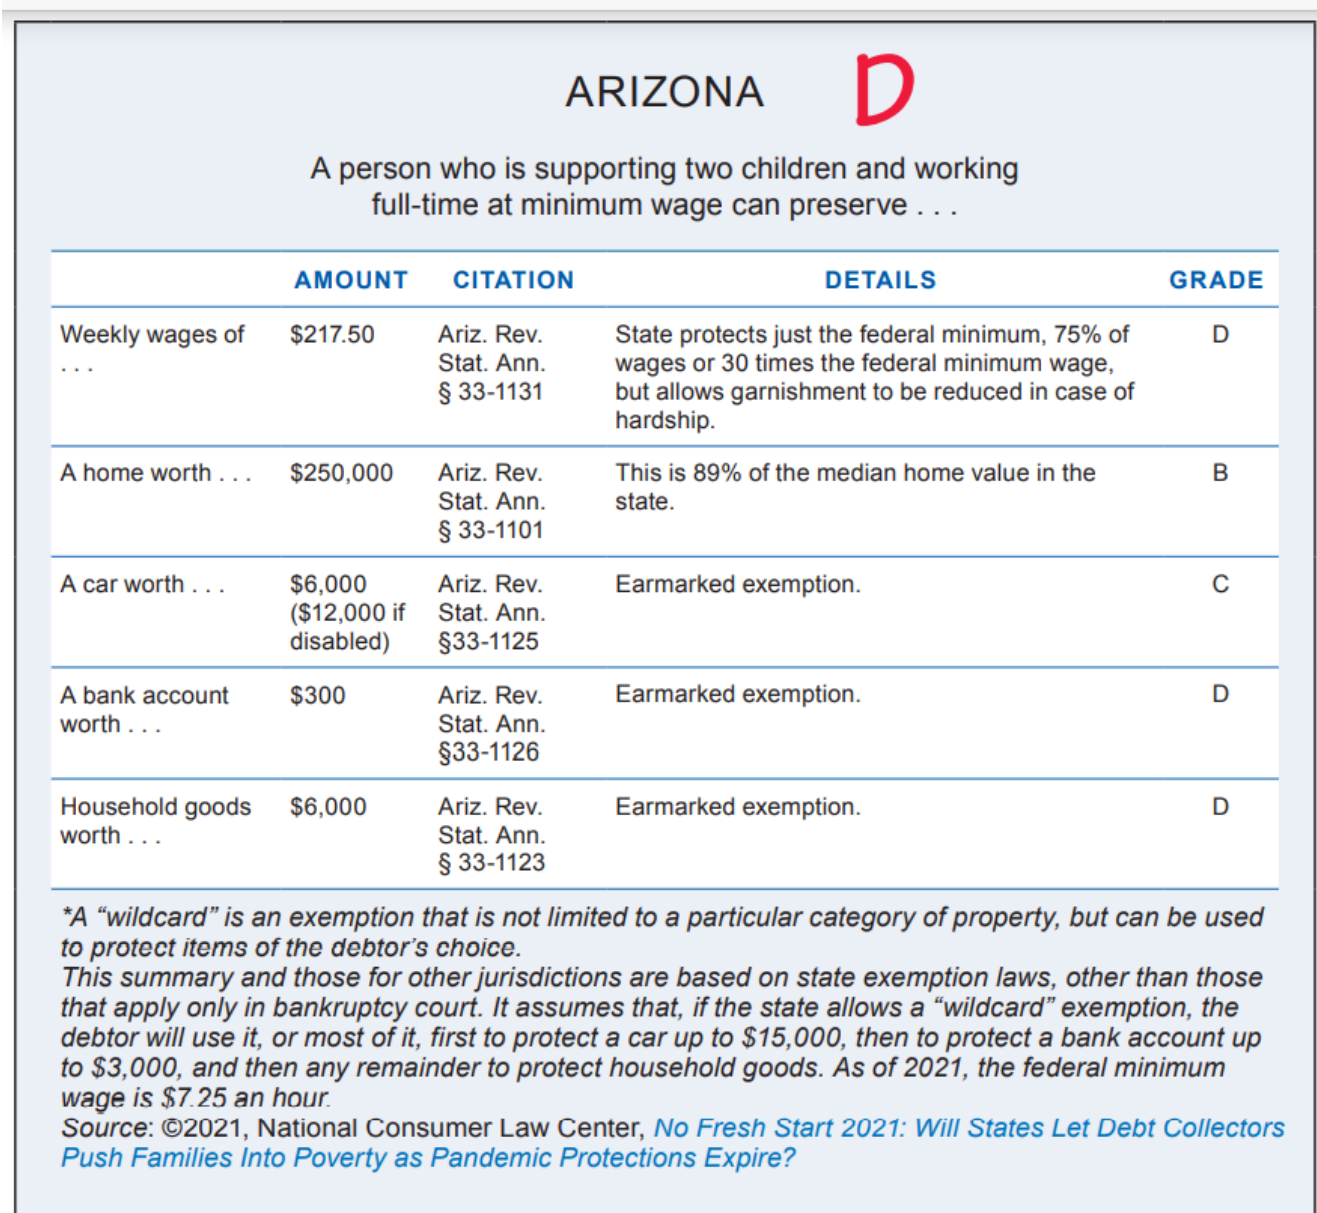 ARIZONA D
A person who is supporting two children and working
full-time at minimum wage can preserve . . .
AMOUNT CITATION DETAILS GRADE
Weekly wages of $217.50 Ariz. Rev. State protects just the federal minimum, 75% of D
. . . Stat. Ann. wages or 30 times the federal minimum wage,
§ 33-1131 but allows garnishment to be reduced in case of
hardship.
A home worth . . . $250,000 Ariz. Rev. This is 89% of the median home value in the B
Stat. Ann. state.
§ 33-1101
A car worth . . . $6,000 Ariz. Rev. Earmarked exemption. C
($12,000 if Stat. Ann.
disabled) §33-1125
A bank account $300 Ariz. Rev. Earmarked exemption. D
worth . . . Stat. Ann.
§33-1126
Household goods $6,000 Ariz. Rev. Earmarked exemption. D
worth . . . Stat. Ann.
§ 33-1123
*A “wildcard” is an exemption that is not limited to a particular category of property, but can be used
to protect items of the debtor’s choice.
This summary and those for other jurisdictions are based on state exemption laws, other than those
that apply only in bankruptcy court. It assumes that, if the state allows a “wildcard” exemption, the
debtor will use it, or most of it, first to protect a car up to $15,000, then to protect a bank account up
to $3,000, and then any remainder to protect household goods. As of 2021, the federal minimum
wage is $7.25 an hour.
Source: ©2021, National Consumer Law Center, No Fresh Start 2021: Will States Let Debt Collectors
Push Families Into Poverty as Pandemic Protections Expire?